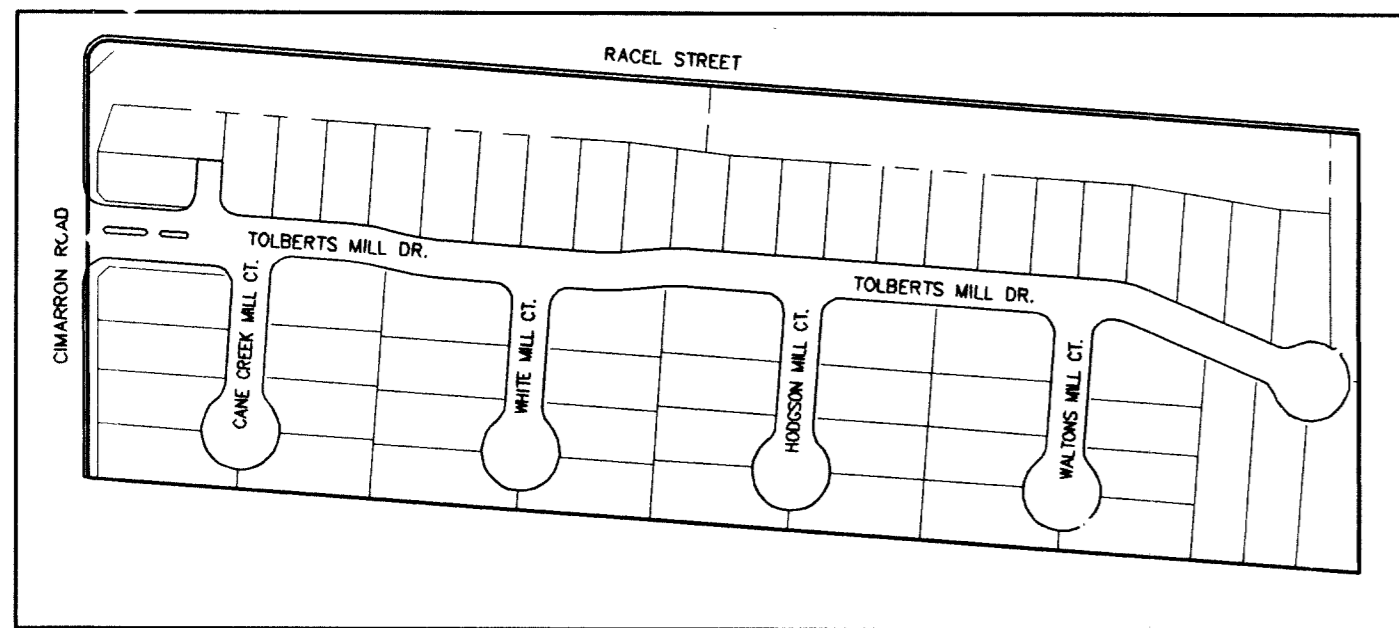 RACEL STREET
CIMARRON ROAD
TOLBERTS MILL DR.
TOLBERTS MILL DR.
CANE CREEK MILL CT.
WHITE MILL CT.
HODGSON MILL CT.
WALTONS MILL CT.